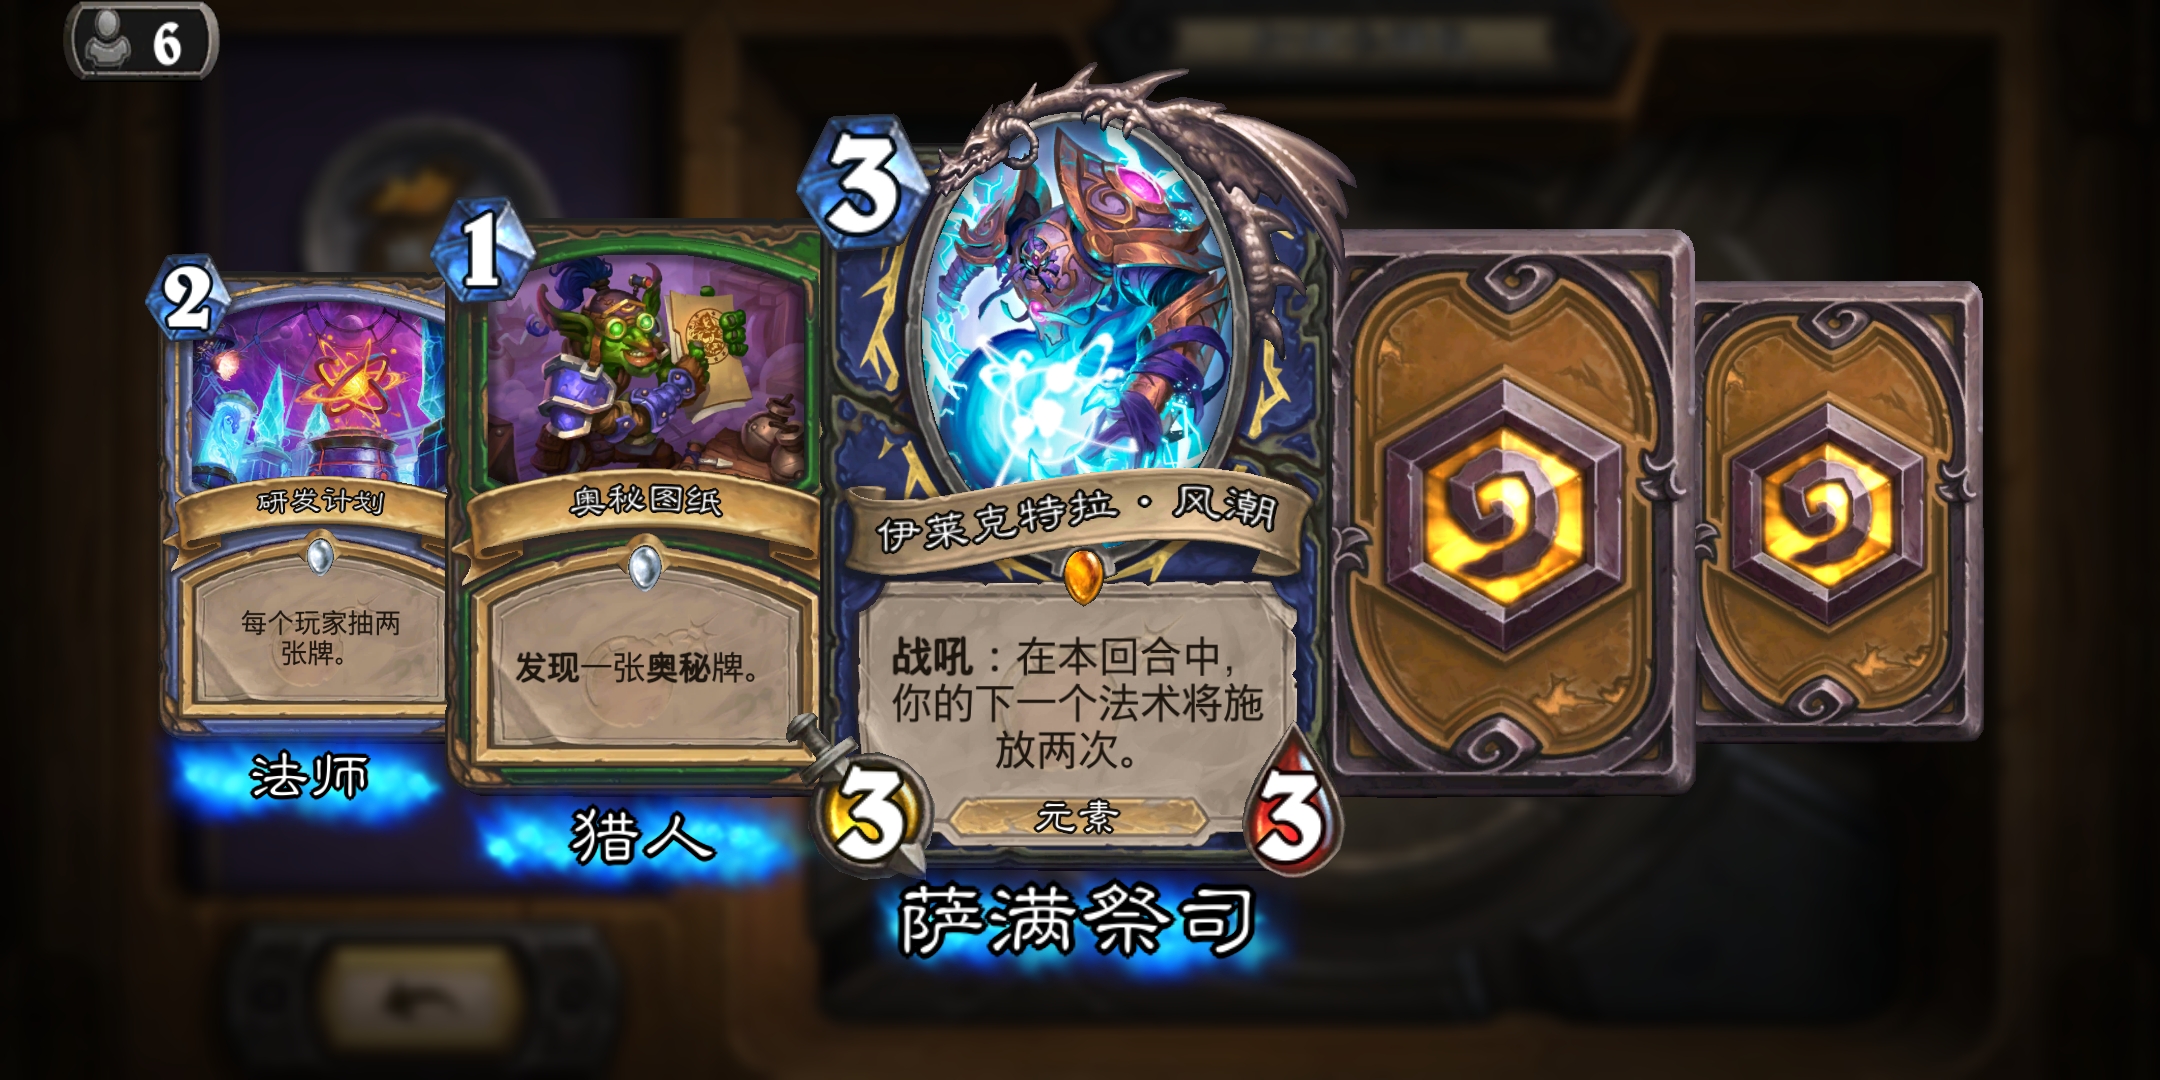 6
2
研发计划
每个玩家抽两
张牌。
法师
1
奥秘图纸
发现一张奥秘牌。
猎人
3
伊莱克特拉·风潮
战吼：在本回合中，
你的下一个法术将施
放两次。
3
元素
3
萨满祭司